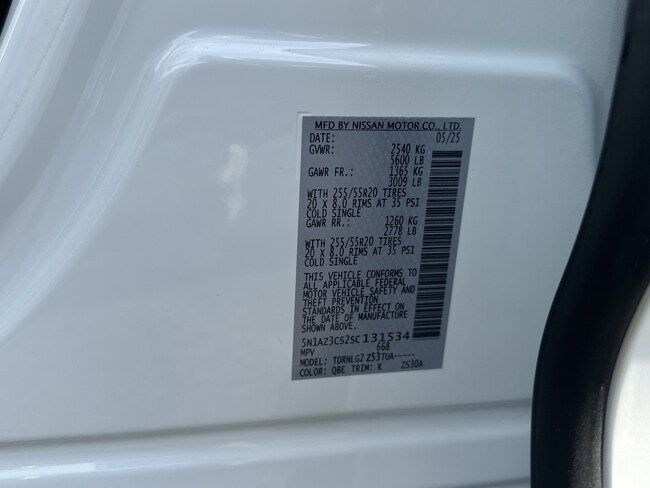 MFD BY NISSAN MOTOR CO., LTD.
DATE: 05/25
GVWR: 2540 KG
5600 LB
GAWR FR.: 1365 KG
3009 LB
WITH 255/55R20 TIRES
20 X 8.0 RIMS AT 35 PSI
COLD SINGLE
GAWR RR.: 1260 KG
2778 LB
WITH 255/55R20 TIRES
20 X 8.0 RIMS AT 35 PSI
COLD SINGLE
THIS VEHICLE CONFORMS TO
ALL APPLICABLE FEDERAL
MOTOR VEHICLE SAFETY AND
THEFT PREVENTION
STANDARDS IN EFFECT ON
THE DATE OF MANUFACTURE
SHOWN ABOVE.
5N1AZ3CS2SC131534
MPV 668
MODEL: TDRNLG2 Z53TUA-----
COLOR: QBE TRIM: K ZS30A